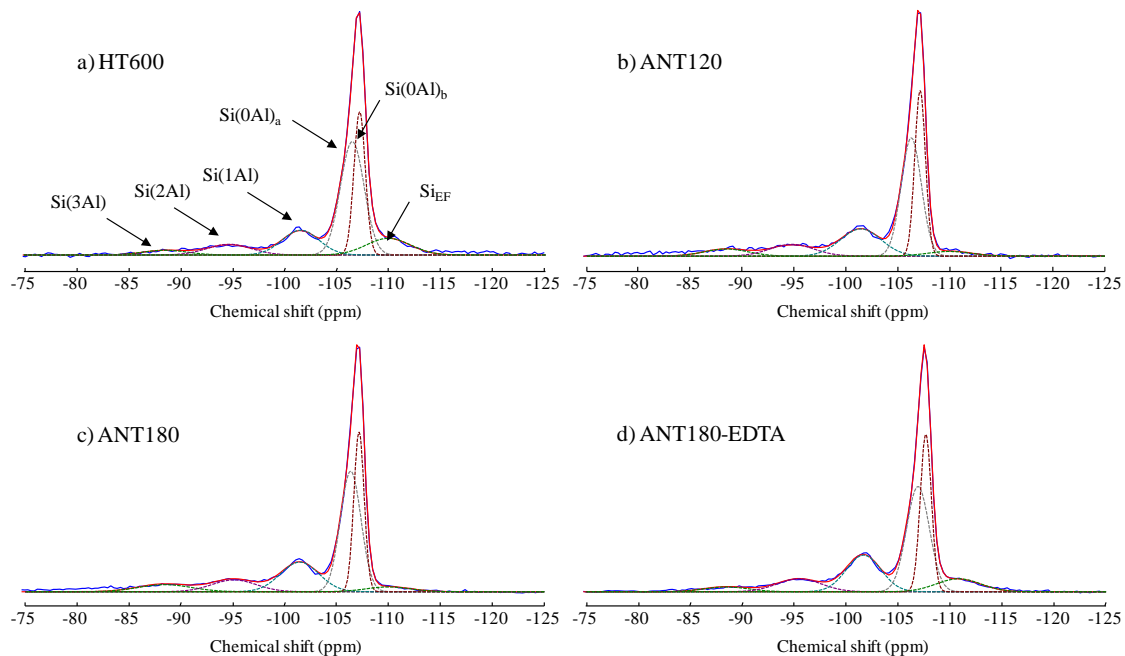 a) HT600
Si(0Al)a
Si(0Al)b
Si(3Al)
Si(2Al)
Si(1Al)
SiEF
-75 -80 -85 -90 -95 -100 -105 -110 -115 -120 -125
Chemical shift (ppm)
b) ANT120
-75 -80 -85 -90 -95 -100 -105 -110 -115 -120 -125
Chemical shift (ppm)
c) ANT180
-75 -80 -85 -90 -95 -100 -105 -110 -115 -120 -125
Chemical shift (ppm)
d) ANT180-EDTA
-75 -80 -85 -90 -95 -100 -105 -110 -115 -120 -125
Chemical shift (ppm)